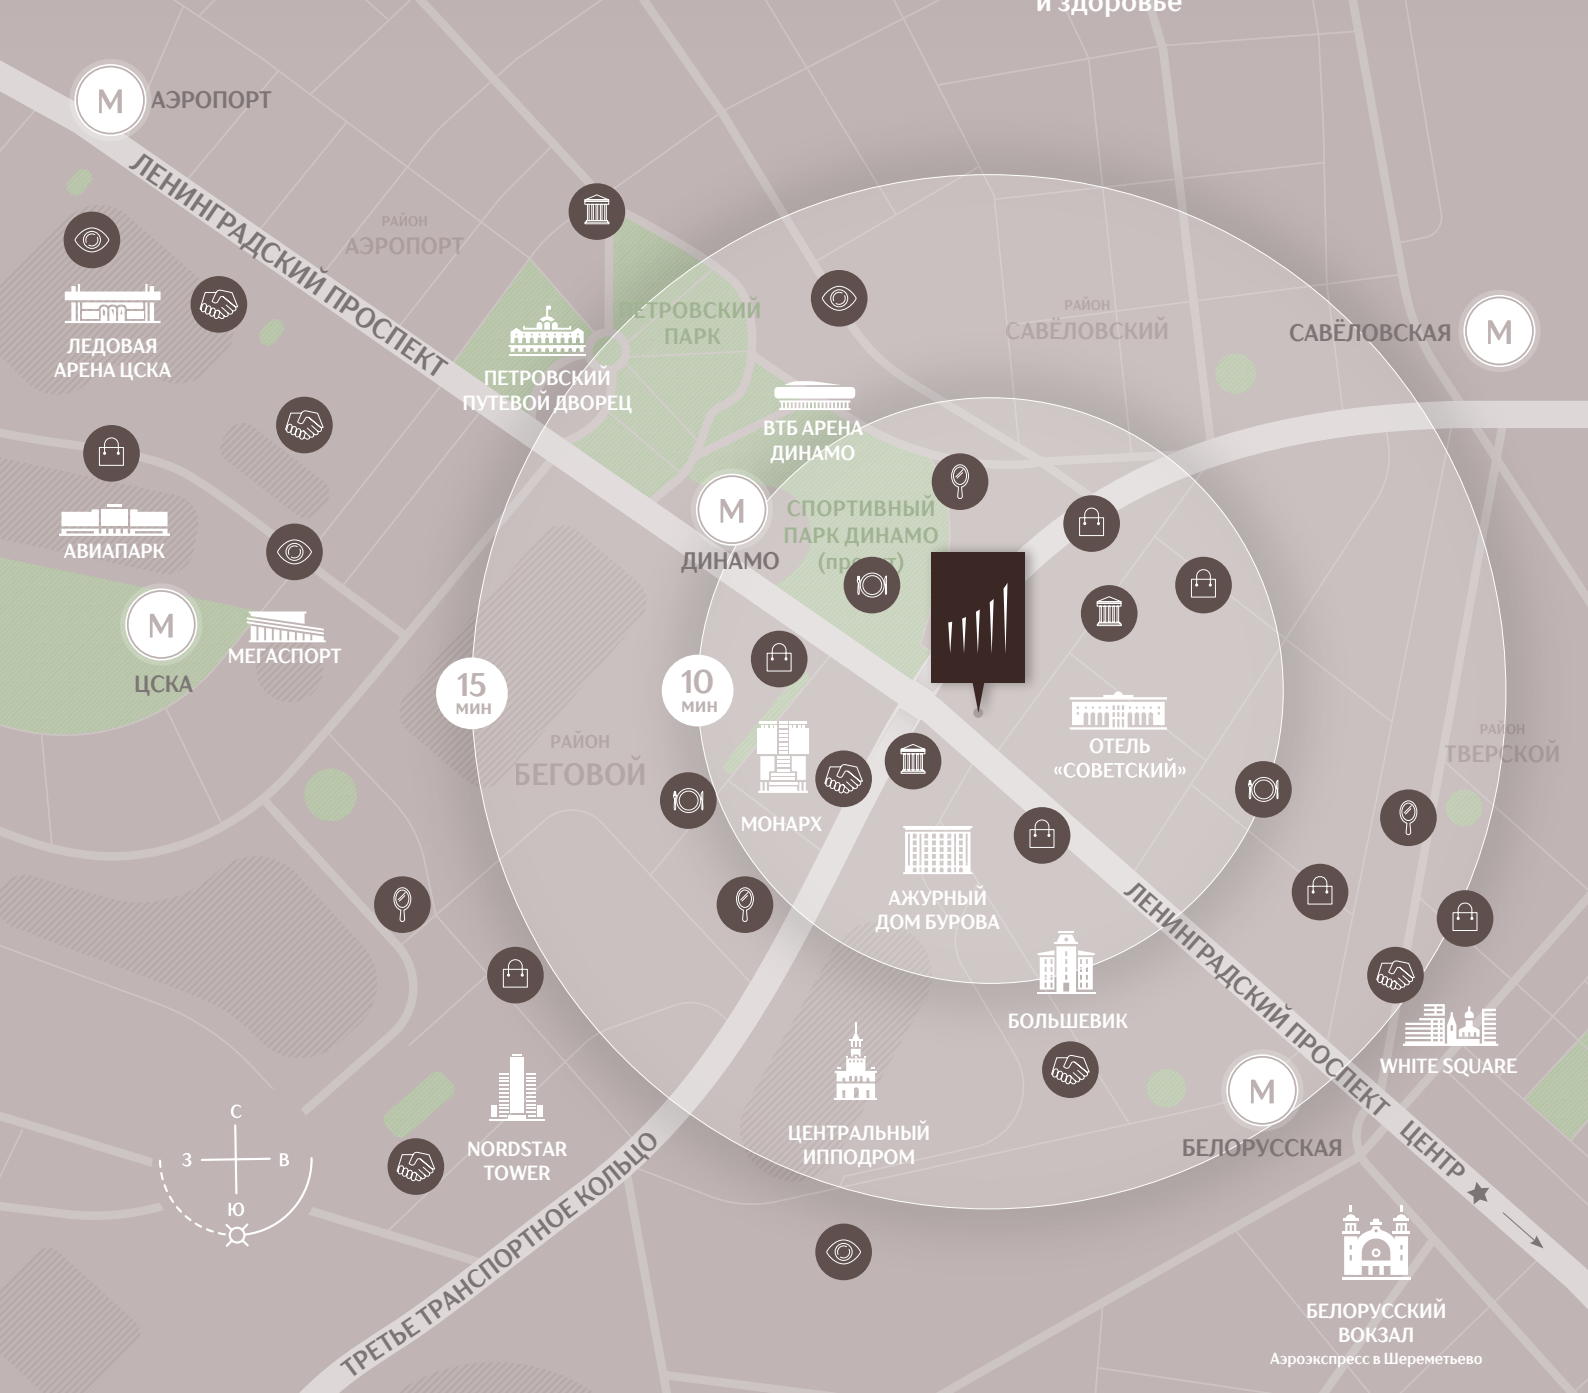 и здоровье
М
АЭРОПОРТ
ЛЕНИНГРАДСКИЙ ПРОСПЕКТ
РАЙОН
АЭРОПОРТ
ЛЕДОВАЯ
АРЕНА ЦСКА
ПЕТРОВСКИЙ
ПАРК
РАЙОН
САВЁЛОВСКИЙ
САВЁЛОВСКАЯ
М
ПЕТРОВСКИЙ
ПУТЕВОЙ ДВОРЕЦ
ВТБ АРЕНА
ДИНАМО
М
ДИНАМО
СПОРТИВНЫЙ
ПАРК ДИНАМО
(проект)
АВИАПАРК
М
ЦСКА
МЕГАСПОРТ
15
МИН
10
МИН
РАЙОН
БЕГОВОЙ
МОНАРХ
ОТЕЛЬ
«СОВЕТСКИЙ»
РАЙОН
ТВЕРСКОЙ
АЖУРНЫЙ
ДОМ БУРОВА
ЛЕНИНГРАДСКИЙ ПРОСПЕКТ
БОЛЬШЕВИК
WHITE SQUARE
М
БЕЛОРУССКАЯ
ЦЕНТР
NORDSTAR
TOWER
ЦЕНТРАЛЬНЫЙ
ИППОДРОМ
С
З
В
Ю
ТРЕТЬЕ ТРАНСПОРТНОЕ КОЛЬЦО
БЕЛОРУССКИЙ
ВОКЗАЛ
Аэроэкспресс в Шереметьево